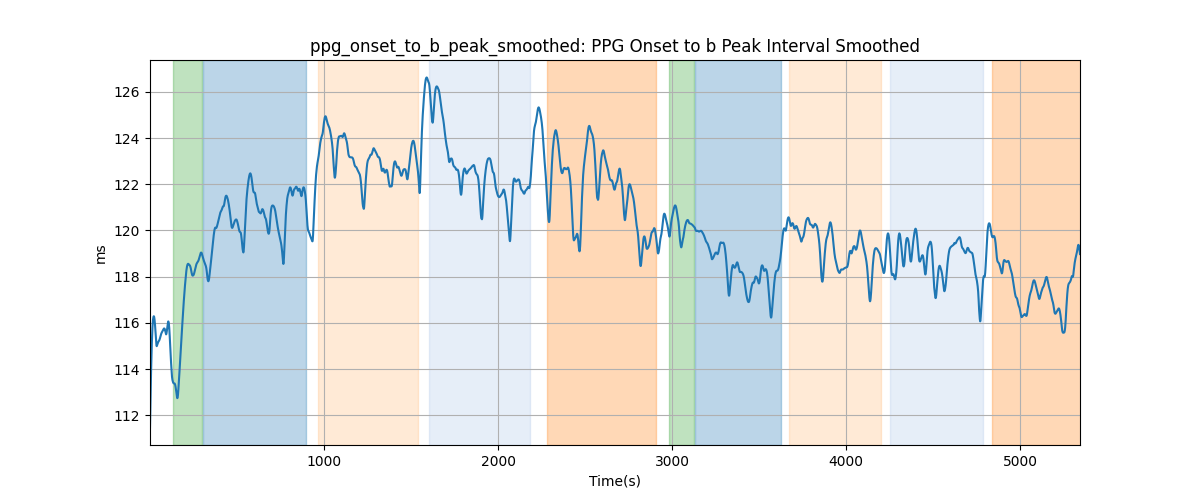 ppg_onset_to_b_peak_smoothed: PPG Onset to b Peak Interval Smoothed
126
124
122
120
118
116
114
112
ms
1000 2000 3000 4000 5000
Time(s)